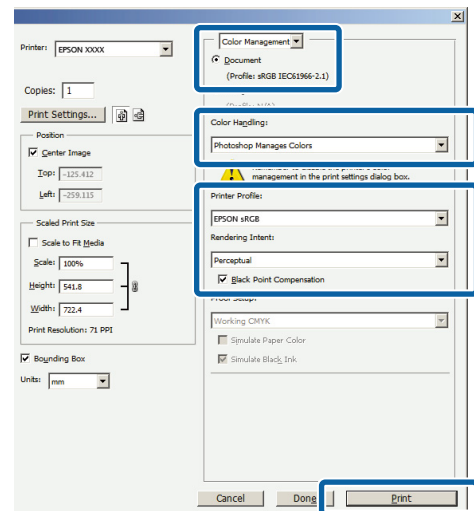 Printer: EPSON XXXX
Copies: 1
Print Settings...
Position
Center Image
Top: -125.412
Left: -259.115
Scaled Print Size
Scale to Fit Media
Scale: 100%
Height: 541.8
Width: 722.4
Print Resolution: 71 PPI
Bounding Box
Units: mm
Color Management
Document
(Profile: sRGB IEC61966-2.1)
Color Handling:
Photoshop Manages Colors
management in the print settings dialog box.
Printer Profile:
EPSON sRGB
Rendering Intent:
Perceptual
Black Point Compensation
Working CMYK
Simulate Paper Color
Simulate Black Ink
Cancel
Done
Print